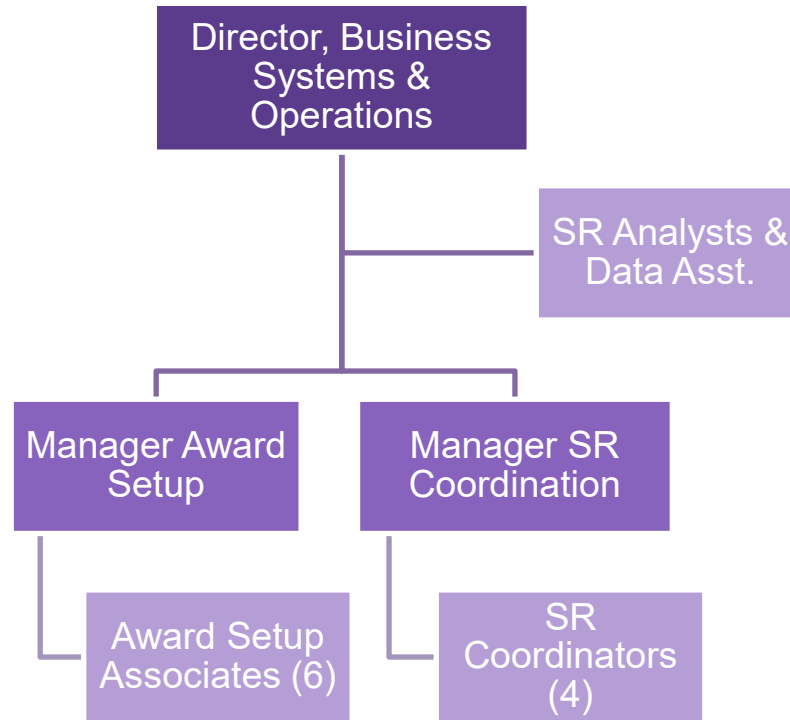 Director, Business
Systems &
Operations
SR Analysts &
Data Asst.
Manager Award
Setup
Manager SR
Coordination
Award Setup
Associates (6)
SR
Coordinators
(4)